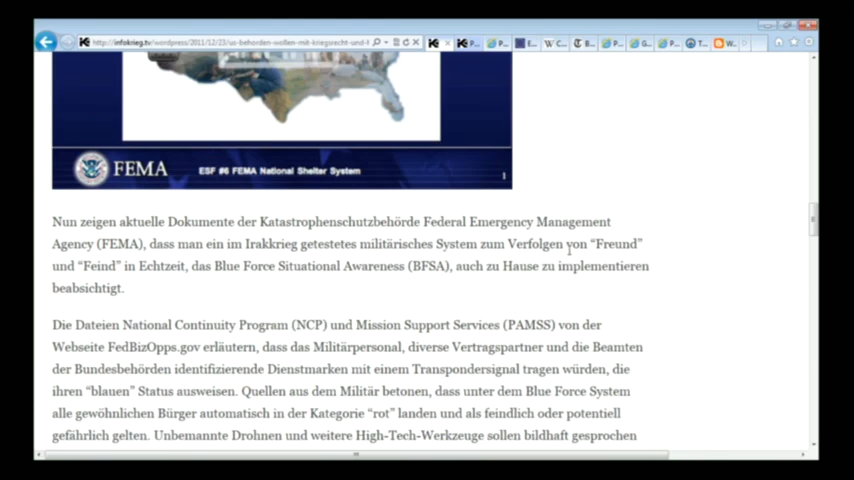 http://infokrieg.tv/wordpress/2011/12/23/us-behorden-wollen-mit-kriegsrecht-und-
FEMA
ESF #6 FEMA National Shelter System
Nun zeigen aktuelle Dokumente der Katastrophenschutzbehörde Federal Emergency Management
Agency (FEMA), dass man ein im Irakkrieg getestetes militärisches System zum Verfolgen von “Freund”
und “Feind” in Echtzeit, das Blue Force Situational Awareness (BFSA), auch zu Hause zu implementieren
beabsichtigt.
Die Dateien National Continuity Program (NCP) und Mission Support Services (PAMSS) von der
Webseite FedBizOpps.gov erläutern, dass das Militärpersonal, diverse Vertragspartner und die Beamten
der Bundesbehörden identifizierende Dienstmarken mit einem Transpondersignal tragen würden, die
ihren “blauen” Status ausweisen. Quellen aus dem Militär betonen, dass unter dem Blue Force System
alle gewöhnlichen Bürger automatisch in der Kategorie “rot” landen und als feindlich oder potentiell
gefährlich gelten. Unbemannte Drohnen und weitere High-Tech-Werkzeuge sollen bildhaft gesprochen